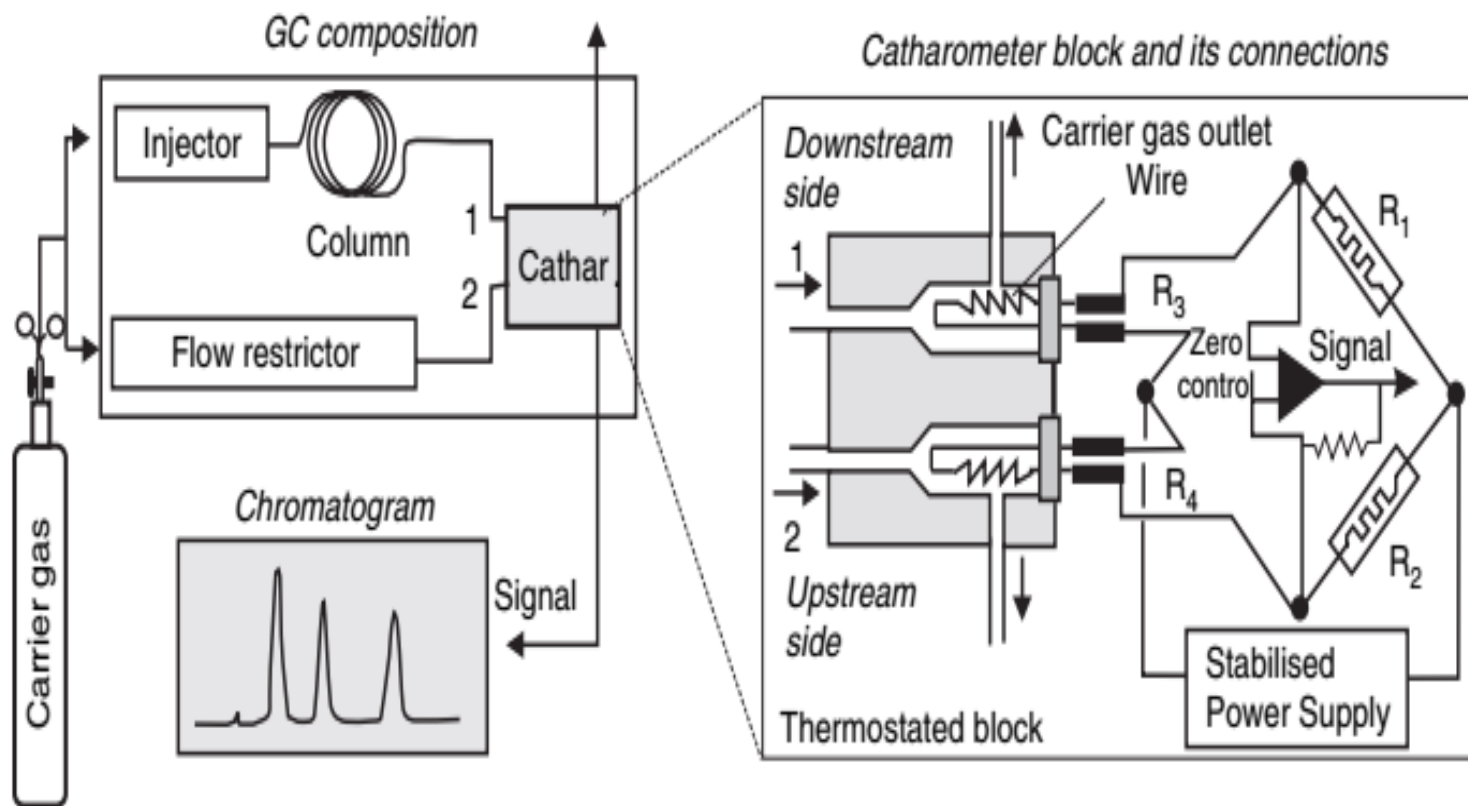 GC composition
Injector
Column
1
2
Cathar
Flow restrictor
Carrier gas
Chromatogram
Signal
Catharometer block and its connections
Downstream
side
Carrier gas outlet
Wire
1
R3
R1
Zero
control
Signal
R4
R2
2
Upstream
side
Thermostated block
Stabilised
Power Supply